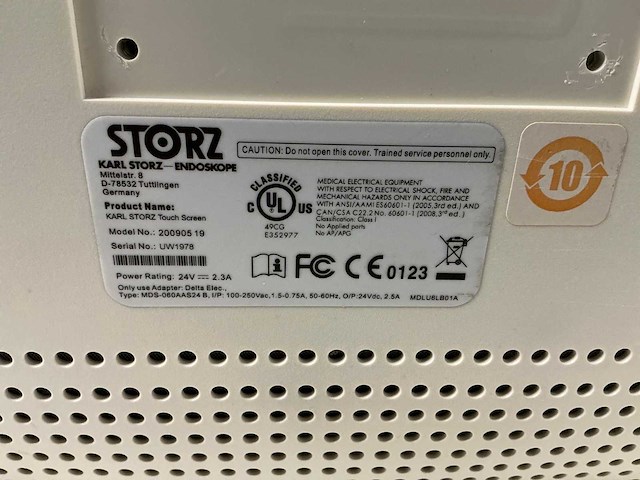 STORZ
KARL STORZ—ENDOSKOPE
Mittelstr. 8
D-78532 Tuttlingen
Germany
Product Name:
KARL STORZ Touch Screen
Model No.: 200905 19
Serial No.: UW1978
Power Rating: 24V 2.3A
Only use Adapter: Delta Elec.,
Type: MDS-060AAS24 B, I/P: 100-250Vac, 1.5-0.75A, 50-60Hz, O/P:24Vdc, 2.5A
MDLU8LB01A
CAUTION: Do not open this cover. Trained service personnel only.
CLASSIFIED
C UL US
49CG
E352977
MEDICAL ELECTRICAL EQUIPMENT
WITH RESPECT TO ELECTRICAL SHOCK, FIRE AND
MECHANICAL HAZARDS ONLY IN ACCORDANCE
WITH ANSI/AAMI ES60601-1 (2005,3rd ed.) AND
CAN/CSA C22.2 No. 60601-1 (2008,3rd ed..)
Classification: Class I
No Applied parts
No AP/APG
i
FC CE 0123
10